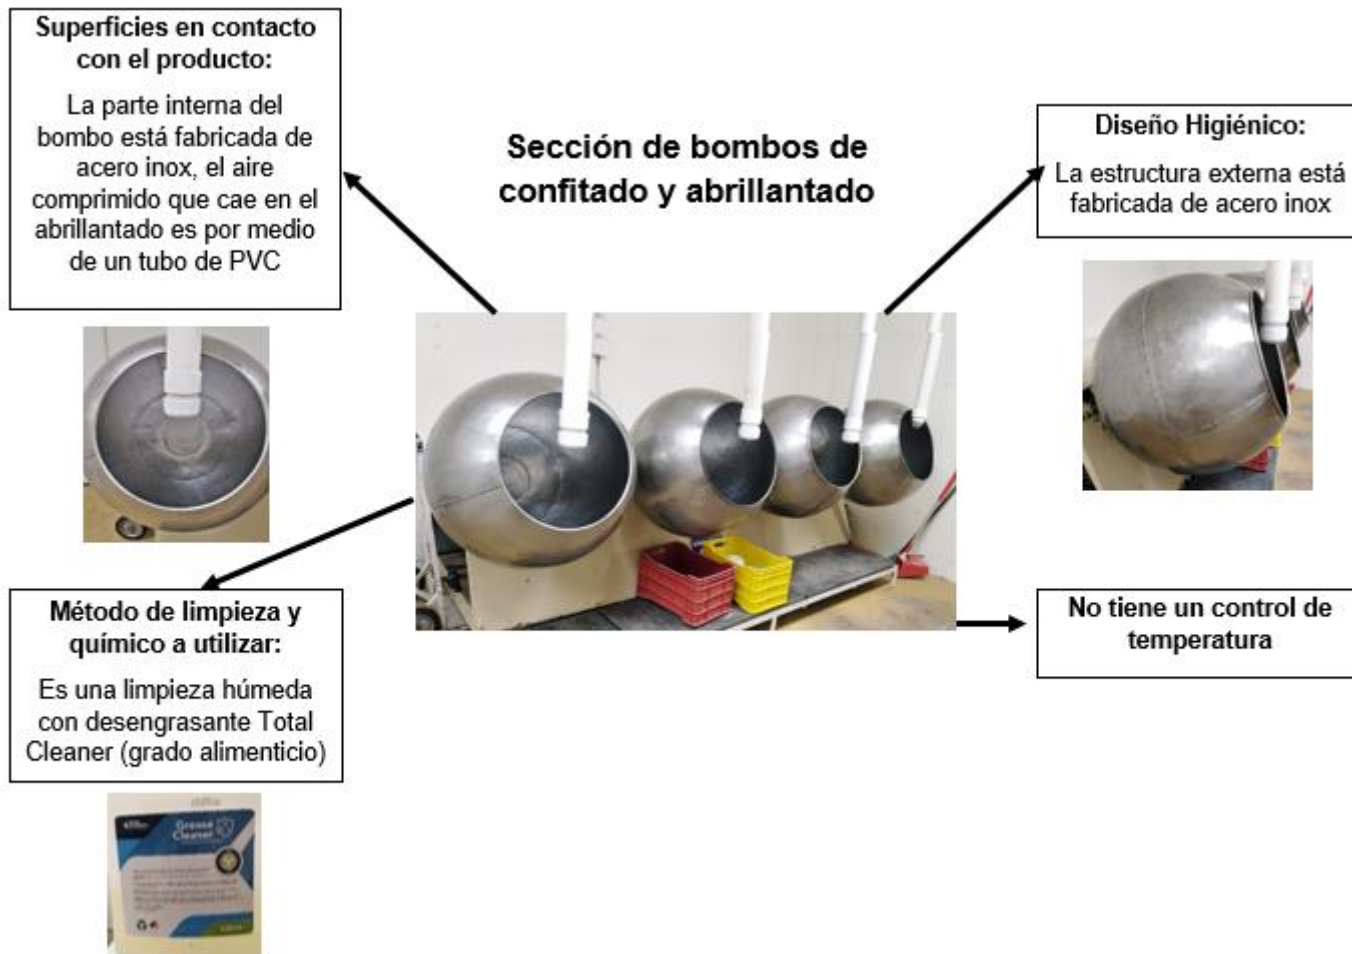 Superficies en contacto
con el producto:
La parte interna del
bombo está fabricada de
acero inox, el aire
comprimido que cae en el
abrillantado es por medio
de un tubo de PVC
Sección de bombos de
confitado y abrillantado
Diseño Higiénico:
La estructura externa está
fabricada de acero inox
Método de limpieza y
químico a utilizar:
Es una limpieza húmeda
con desengrasante Total
Cleaner (grado alimenticio)
No tiene un control de
temperatura
Grease
Cleaner